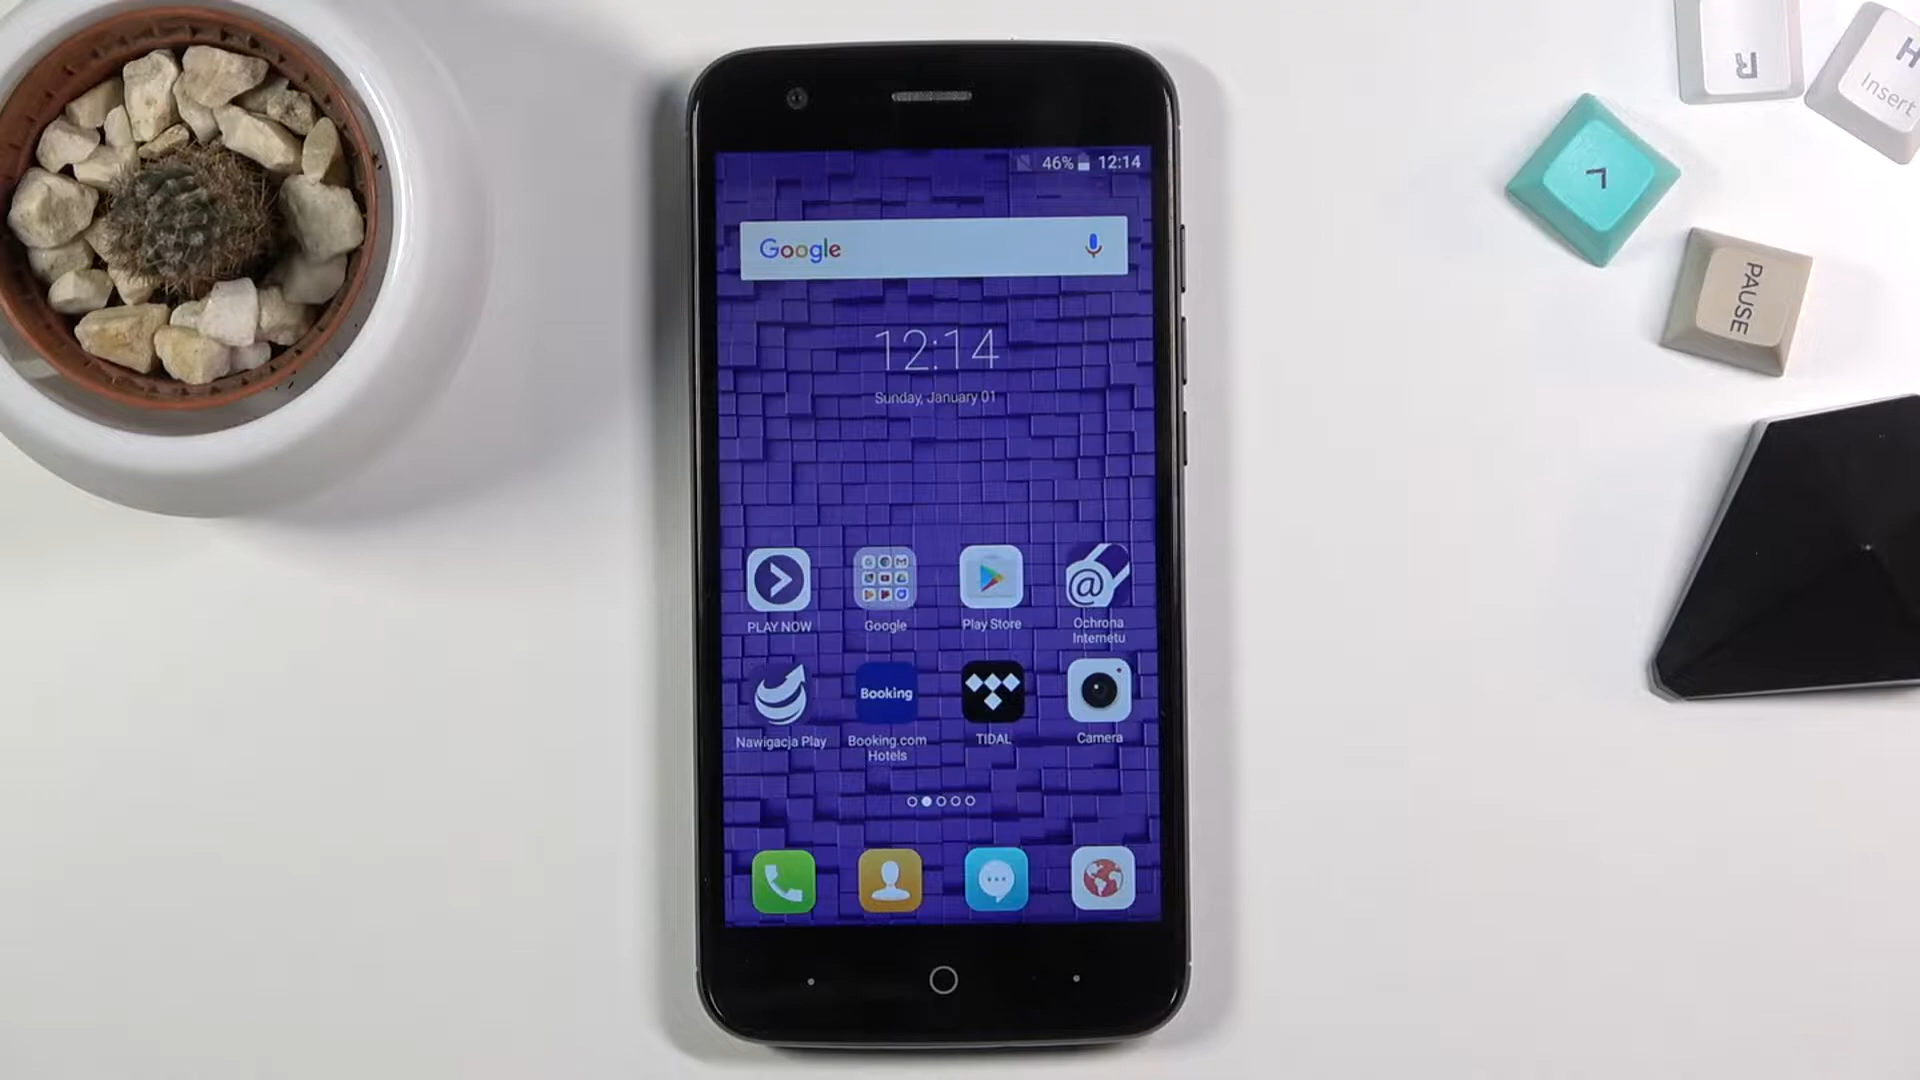 46% 12:14
Google
12:14
Sunday, January 01
PLAY NOW
Google
Play Store
Ochrona
Internetu
Booking
Nawigacja Play
Booking.com
Hotels
TIDAL
Camera
R
H
Insert
^
PAUSE